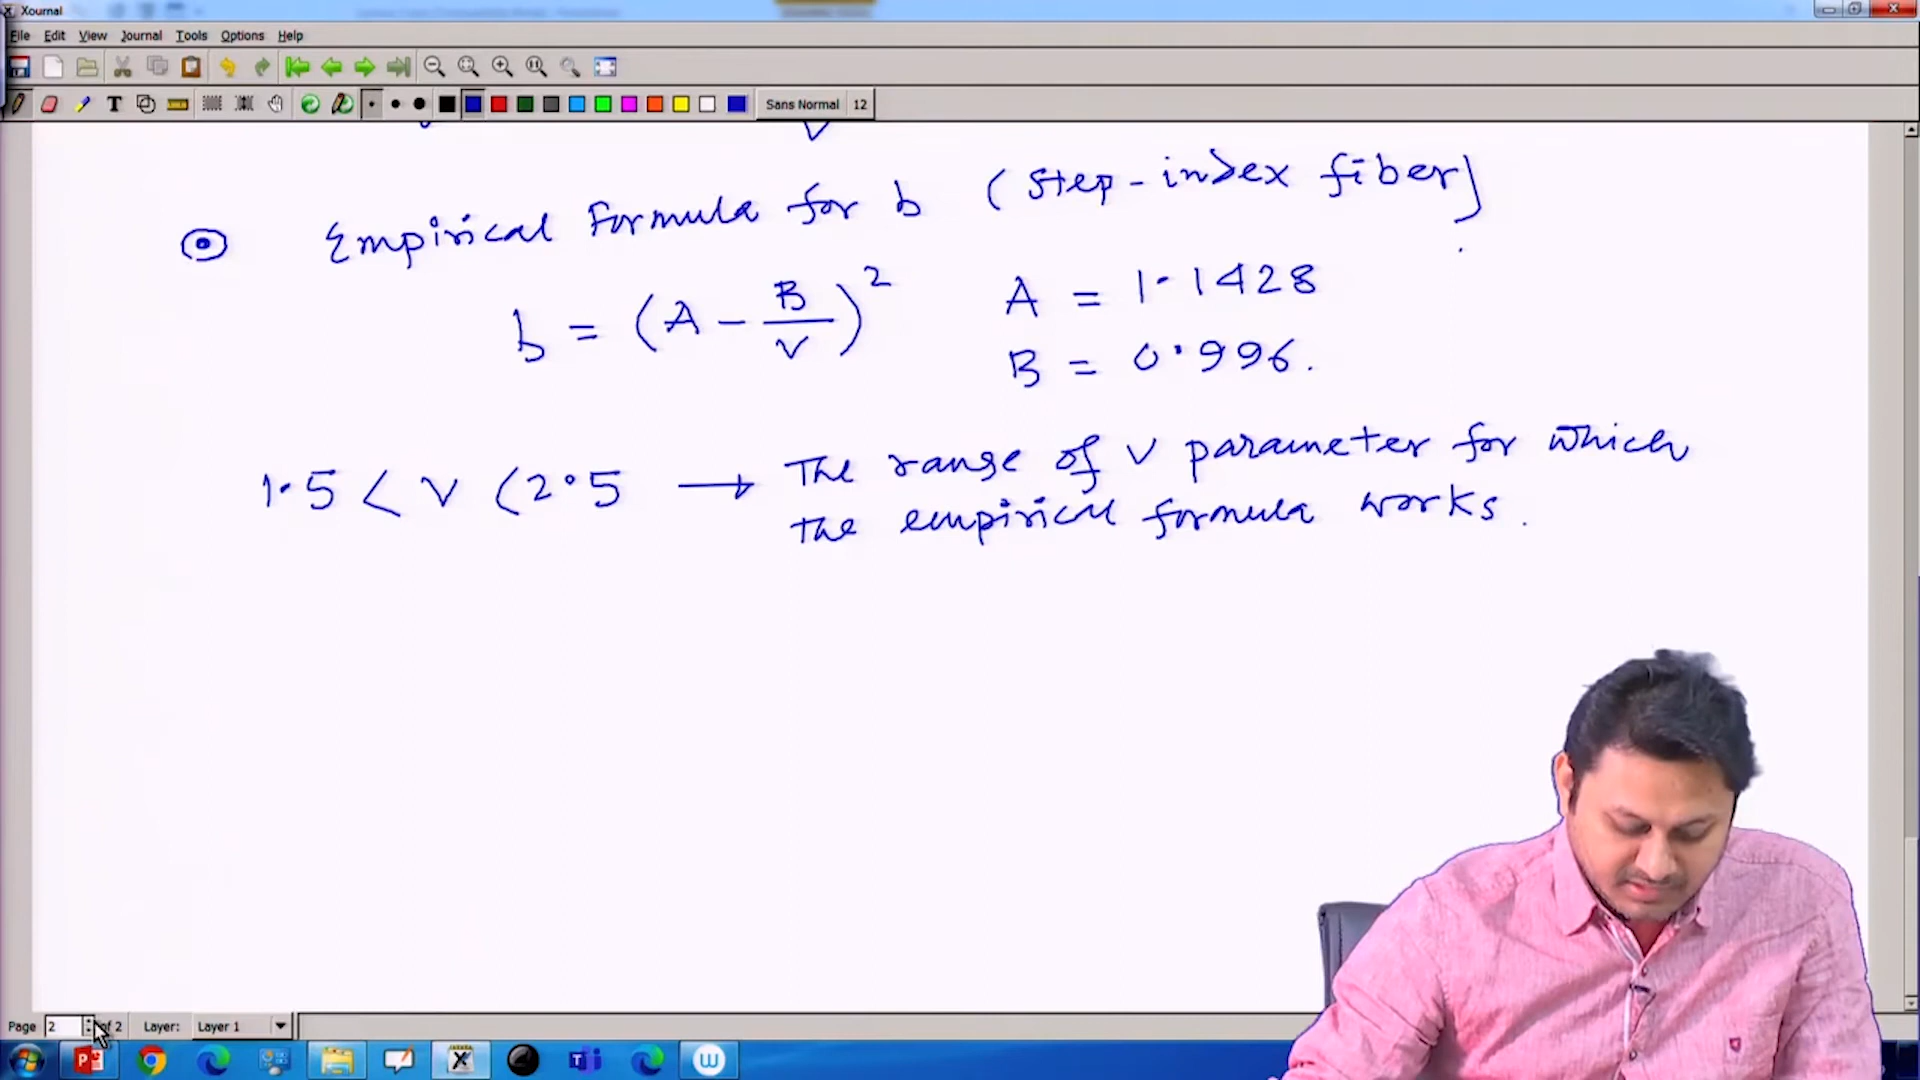 Xournal
File Edit View Journal Tools Options Help
Sans Normal 12
V
Empirical Formula for b (Step-index fiber)
b = (A - B/V)^2
A = 1.1428
B = 0.996.
1.5 < V < 2.5 → The range of V parameter for which
the empirical formula works.
Page 2 of 2 Layer: Layer 1